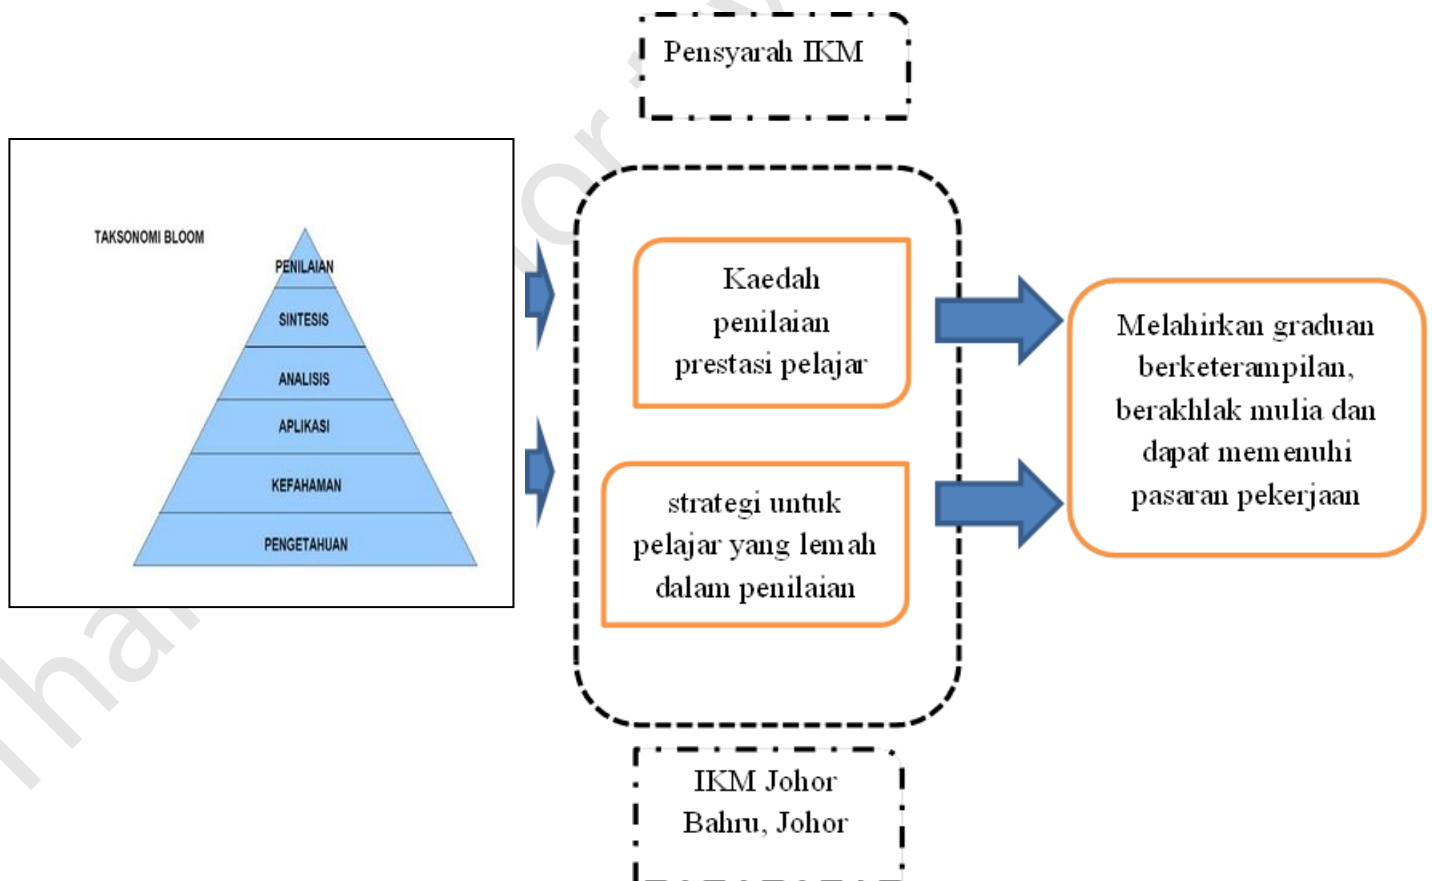 Pensyarah IKM
TAKSONOMI BLOOM
PENILAIAN
SINTESIS
ANALISIS
APLIKASI
KEFAHAMAN
PENGETAHUAN
Kaedah
penilaian
prestasi pelajar
strategi untuk
pelajar yang lemah
dalam penilaian
Melahirkan graduan
berketerampilan,
berakhlak mulia dan
dapat memenuhi
pasaran pekerjaan
IKM Johor
Bahru, Johor